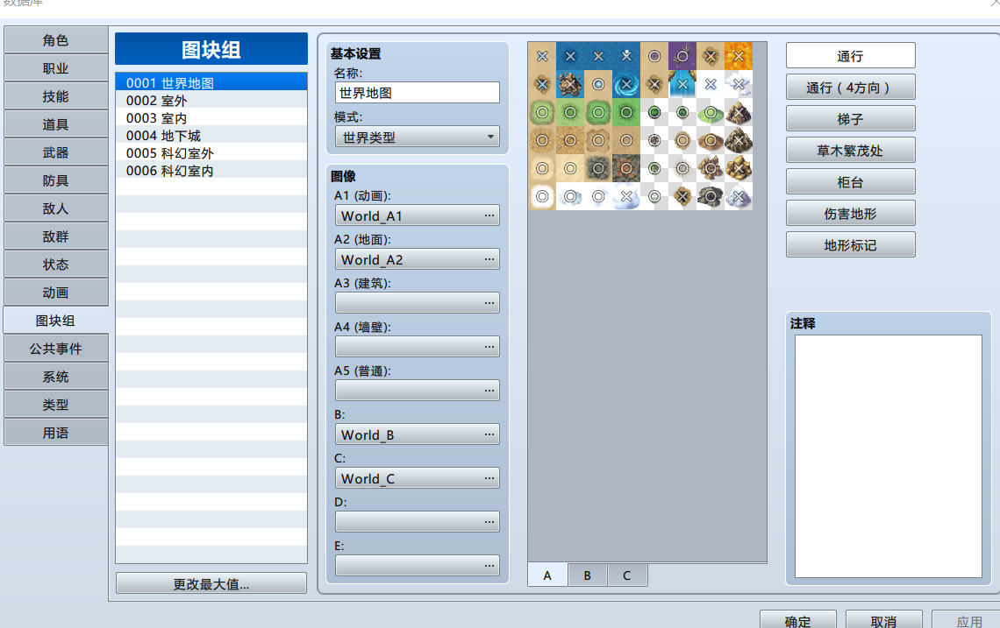 数据库
角色
职业
技能
道具
武器
防具
敌人
敌群
状态
动画
图块组
公共事件
系统
类型
用语
图块组
0001 世界地图
0002 室外
0003 室内
0004 地下城
0005 科幻室外
0006 科幻室内
更改最大值...
基本设置
名称:
世界地图
模式:
世界类型
图像
A1 (动画):
World_A1 ...
A2 (地面):
World_A2 ...
A3 (建筑):
...
A4 (墙壁):
...
A5 (普通):
...
B:
World_B ...
C:
World_C ...
D:
...
E:
...
A B C
通行
通行 ( 4方向 )
梯子
草木繁茂处
柜台
伤害地形
地形标记
注释
确定 取消 应用